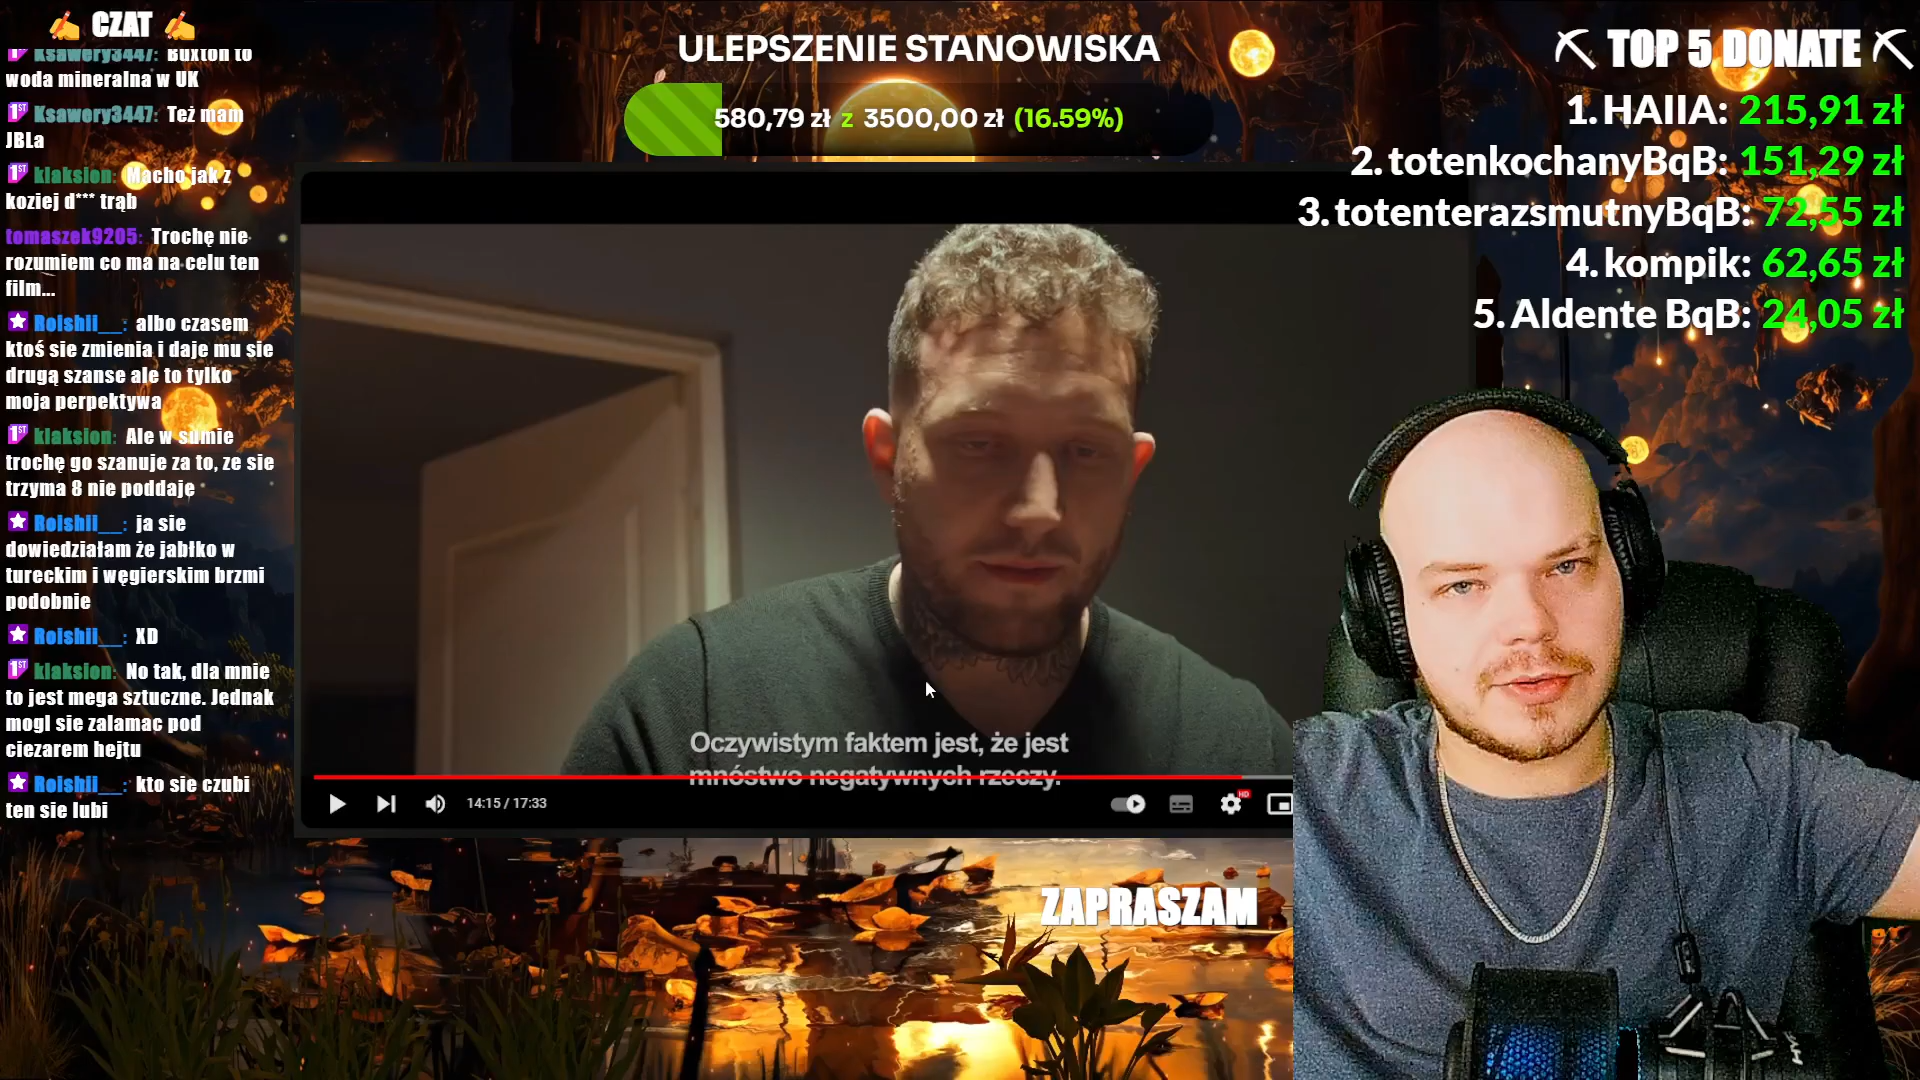 CZAT
Ksawery3447: Buxton to
woda mineralna w UK
Ksawery3447: Też mam
JBLa
klaksion: Macho jak z
koziej d*** trąb
tomaszek9205: Trochę nie
rozumiem co ma na celu ten
film...
Roishii__: albo czasem
ktoś sie zmienia i daje mu sie
drugą szanse ale to tylko
moja perpektywa
klaksion: Ale w sumie
trochę go szanuje za to, ze sie
trzyma 8 nie poddaję
Roishii__: ja sie
dowiedziałam że jabłko w
tureckim i węgierskim brzmi
podobnie
Roishii__: XD
klaksion: No tak, dla mnie
to jest mega sztuczne. Jednak
mogl sie zalamać pod
ciezarem hejtu
Roishii__: kto sie czubi
ten sie lubi
ULEPSZENIE STANOWISKA
580,79 zł z 3500,00 zł (16.59%)
TOP 5 DONATE
1. HAIIA: 215,91 zł
2. totenkochanyBqB: 151,29 zł
3. totenterazsmutnyBqB: 72,55 zł
4. kompik: 62,65 zł
5. Aldente BqB: 24,05 zł
Oczywistym faktem jest, że jest
mnóstwo negatywnych rzeczy.
14:15 / 17:33
HD
ZAPRASZAM